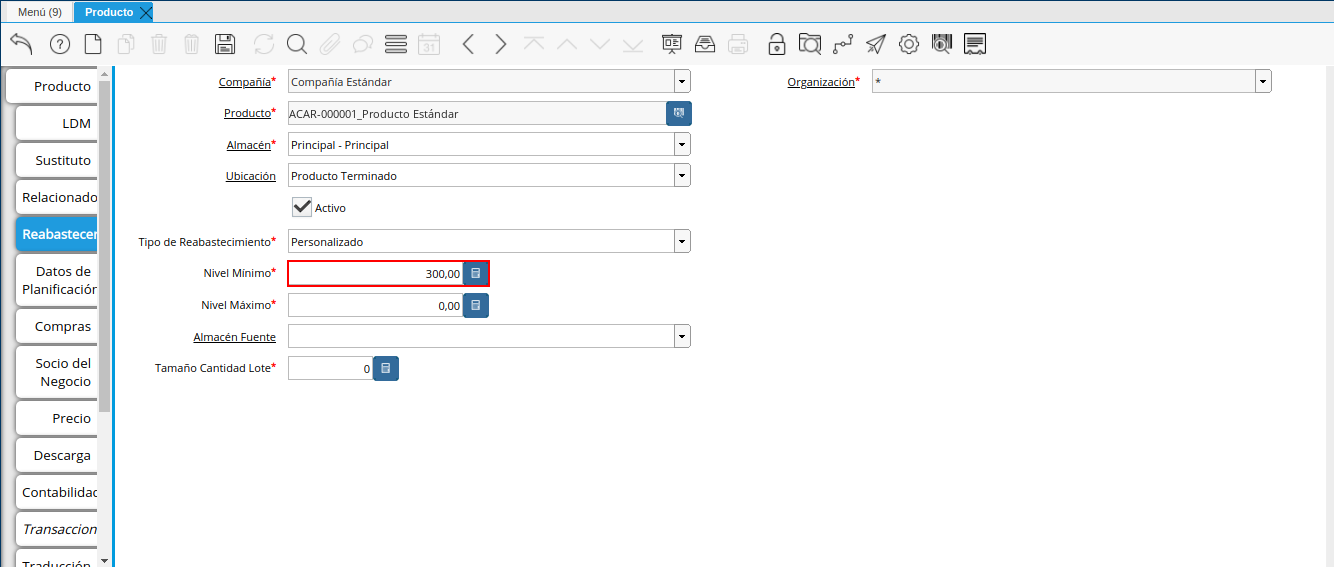 Menú (9)
Producto
31
Producto
LDM
Sustituto
Relacionado
Reabastecer
Datos de
Planificación
Compras
Socio del
Negocio
Precio
Descarga
Contabilidad
Transaccion
Traducción
Compañía* Compañía Estándar
Organización* *
Producto* ACAR-000001_Producto Estándar
Almacén* Principal - Principal
Ubicación Producto Terminado
Activo
Tipo de Reabastecimiento* Personalizado
Nivel Mínimo* 300,00
Nivel Máximo* 0,00
Almacén Fuente
Tamaño Cantidad Lote* 0